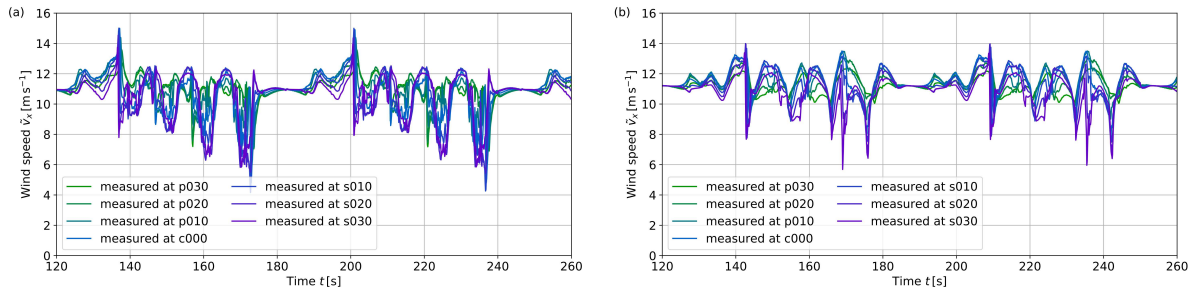 (a)
16
14
12
10
8
6
4
2
0
Wind speed ṽₓ [m s⁻¹]
measured at p030
measured at p020
measured at p010
measured at c000
measured at s010
measured at s020
measured at s030
120 140 160 180 200 220 240 260
Time t [s]
(b)
16
14
12
10
8
6
4
2
0
Wind speed ṽₓ [m s⁻¹]
measured at p030
measured at p020
measured at p010
measured at c000
measured at s010
measured at s020
measured at s030
120 140 160 180 200 220 240 260
Time t [s]